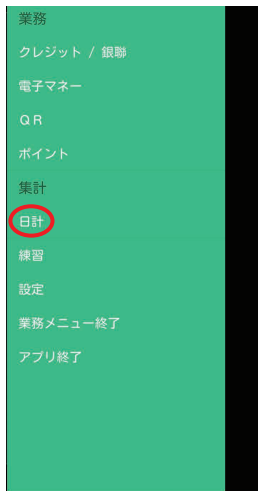 業務
クレジット / 銀聯
電子マネー
ＱＲ
ポイント
集計
日計
練習
設定
業務メニュー終了
アプリ終了